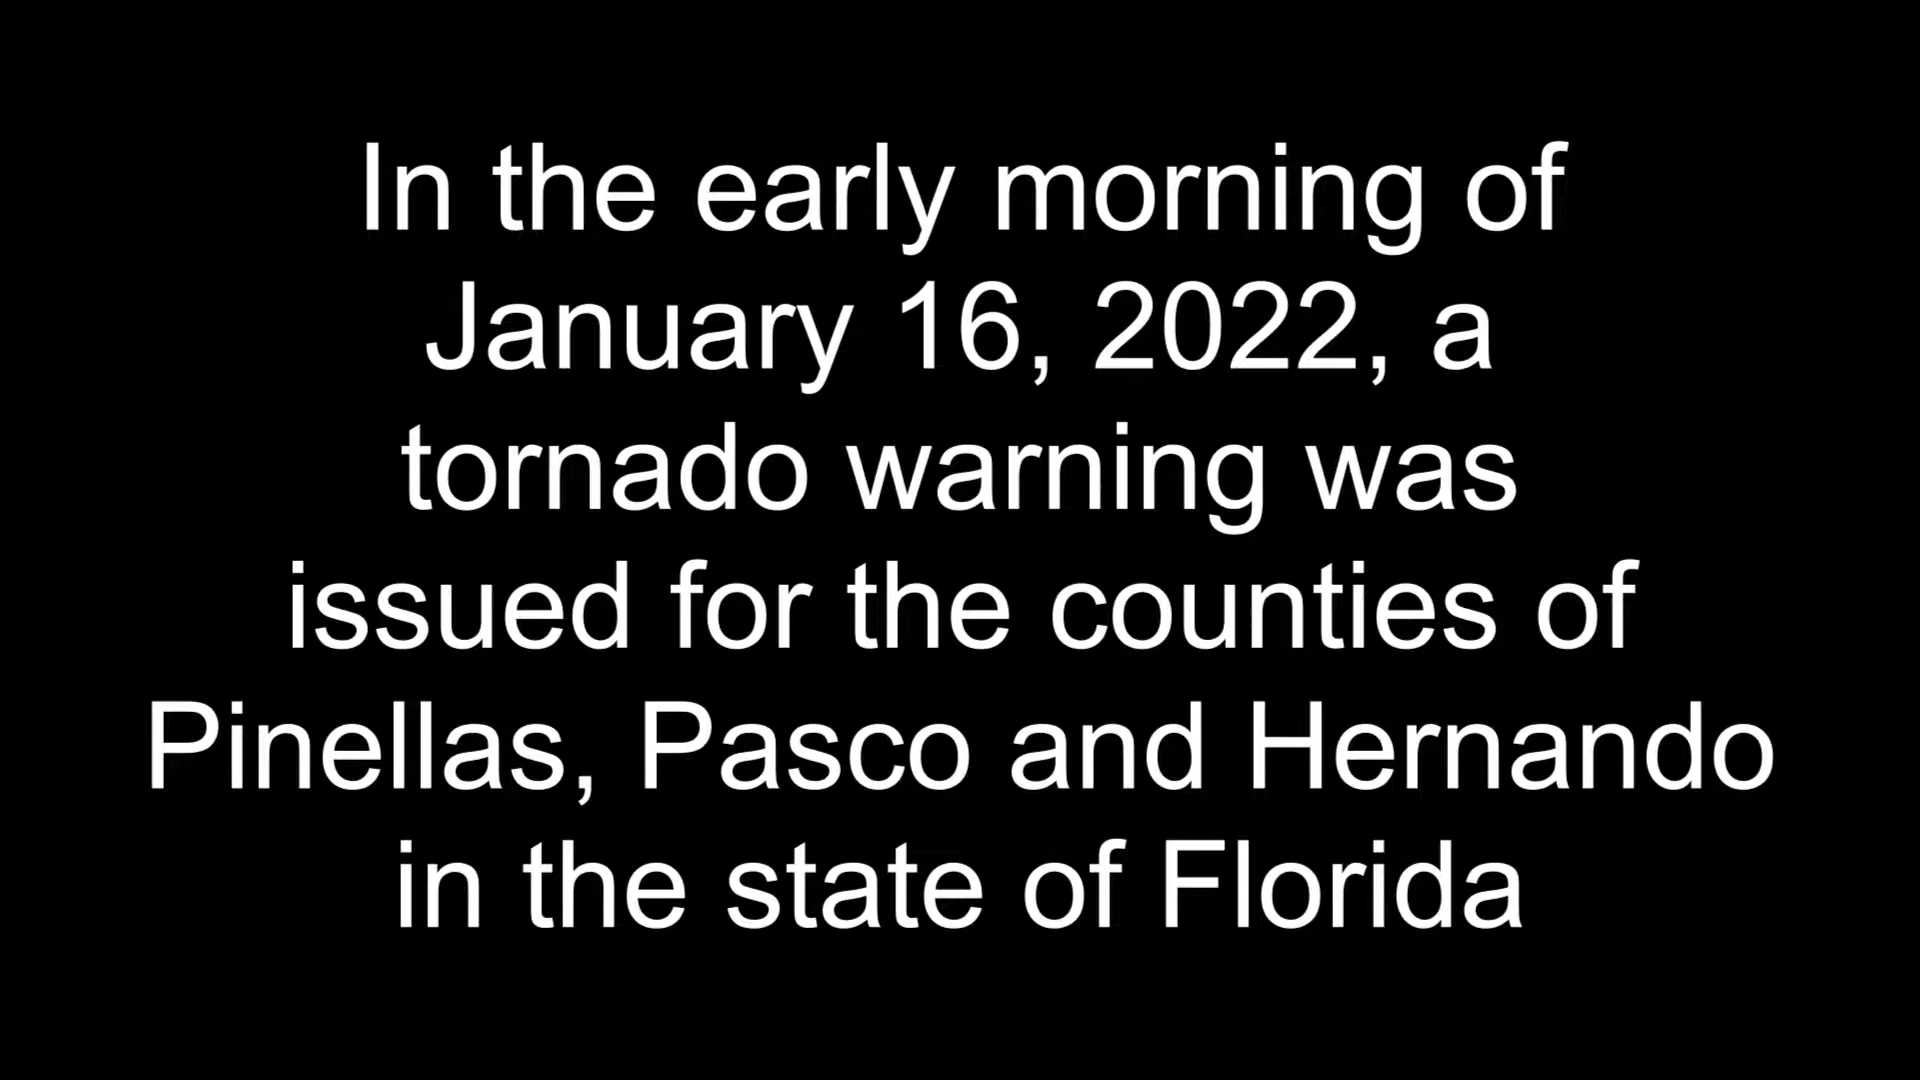 In the early morning of
January 16, 2022, a
tornado warning was
issued for the counties of
Pinellas, Pasco and Hernando
in the state of Florida